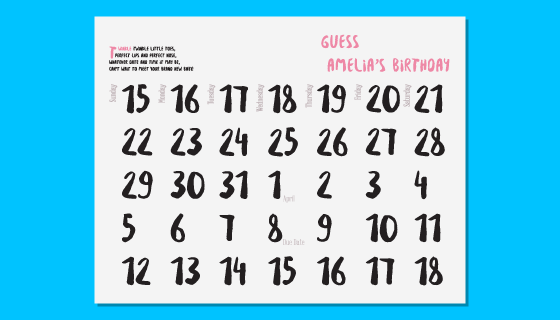 GUESS
AMELIA'S BIRTHDAY
TWINKLE TWINKLE LITTLE TOES,
PERFECT LIPS AND PERFECT NOSE,
WHATEVER DATE AND TIME IT MAY BE,
CAN'T WAIT TO MEET YOUR BRAND NEW BABY!
Sunday Monday Tuesday Wednesday Thursday Friday Saturday
15 16 17 18 19 20 21
22 23 24 25 26 27 28
29 30 31 1 2 3 4
April
5 6 7 8 9 10 11
Due Date
12 13 14 15 16 17 18